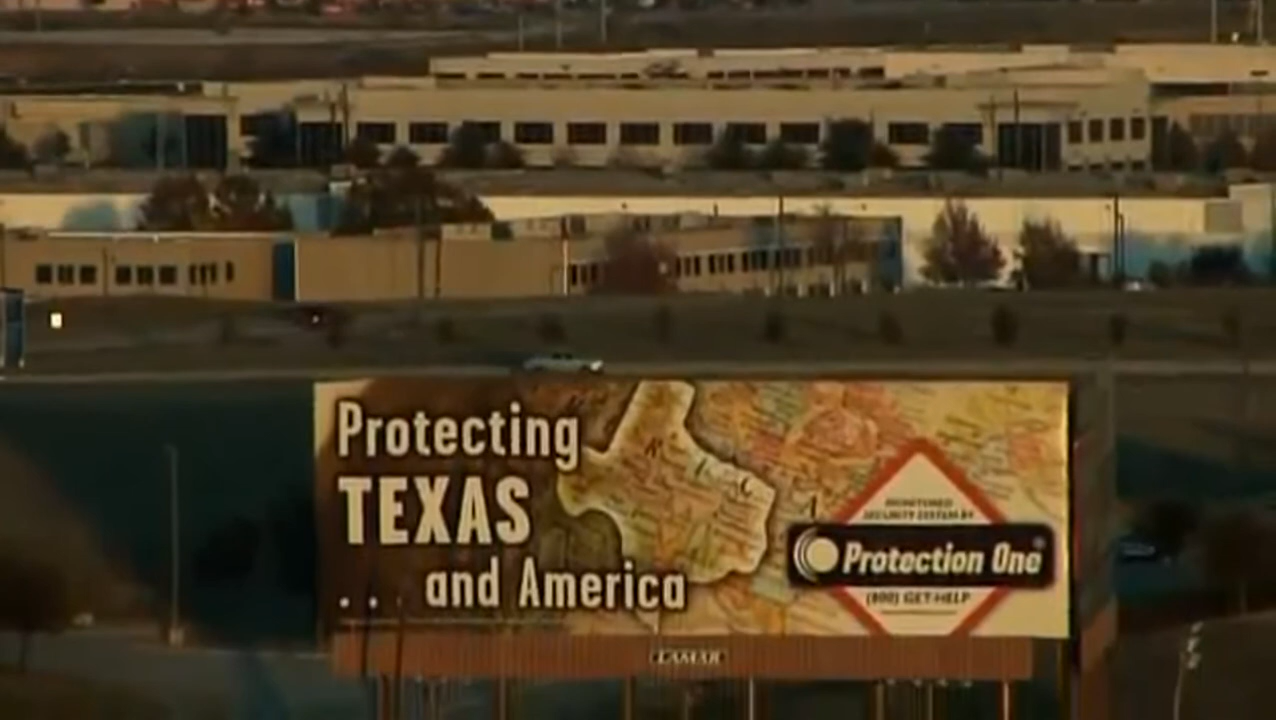 Protecting
TEXAS
... and America
MONITORED
SECURITY SYSTEM BY
Protection One®
(800) GET-HELP
LAMAR